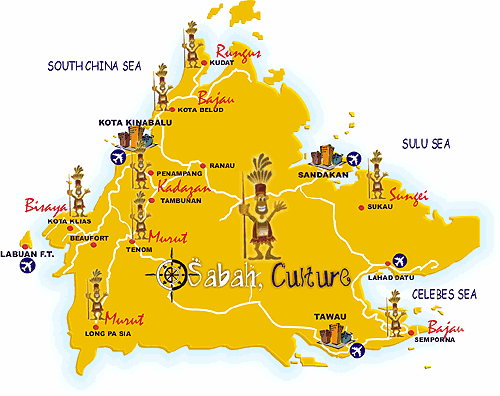 Rungus
KUDAT
SOUTH CHINA SEA
Bajau
KOTA BELUD
KOTA KINABALU
SULU SEA
RANAU
PENAMPANG
SANDAKAN
Kadazan
TAMBUNAN
Sungei
SUKAU
Bisaya
KOTA KLIAS
BEAUFORT
Murut
TENOM
LABUAN F.T.
Sabah, Culture
LAHAD DATU
CELEBES SEA
TAWAU
Murut
LONG PA SIA
Bajau
SEMPORNA